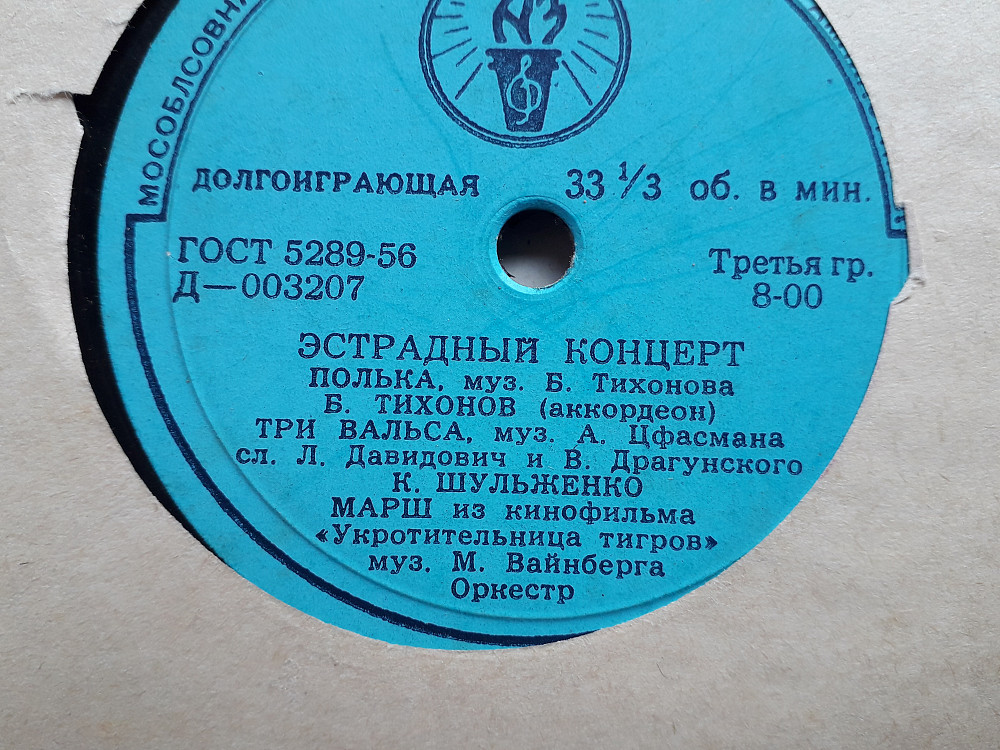 МОСОБЛСОВНА
ДОЛГОИГРАЮЩАЯ 33 1/3 об. в мин.
ГОСТ 5289-56
Д—003207
Третья гр.
8-00
ЭСТРАДНЫЙ КОНЦЕРТ
ПОЛЬКА, муз. Б. Тихонова
Б. ТИХОНОВ (аккордеон)
ТРИ ВАЛЬСА, муз. А. Цфасмана
сл. Л. Давидович и В. Драгунского
К. ШУЛЬЖЕНКО
МАРШ из кинофильма
«Укротительница тигров»
муз. М. Вайнберга
Оркестр